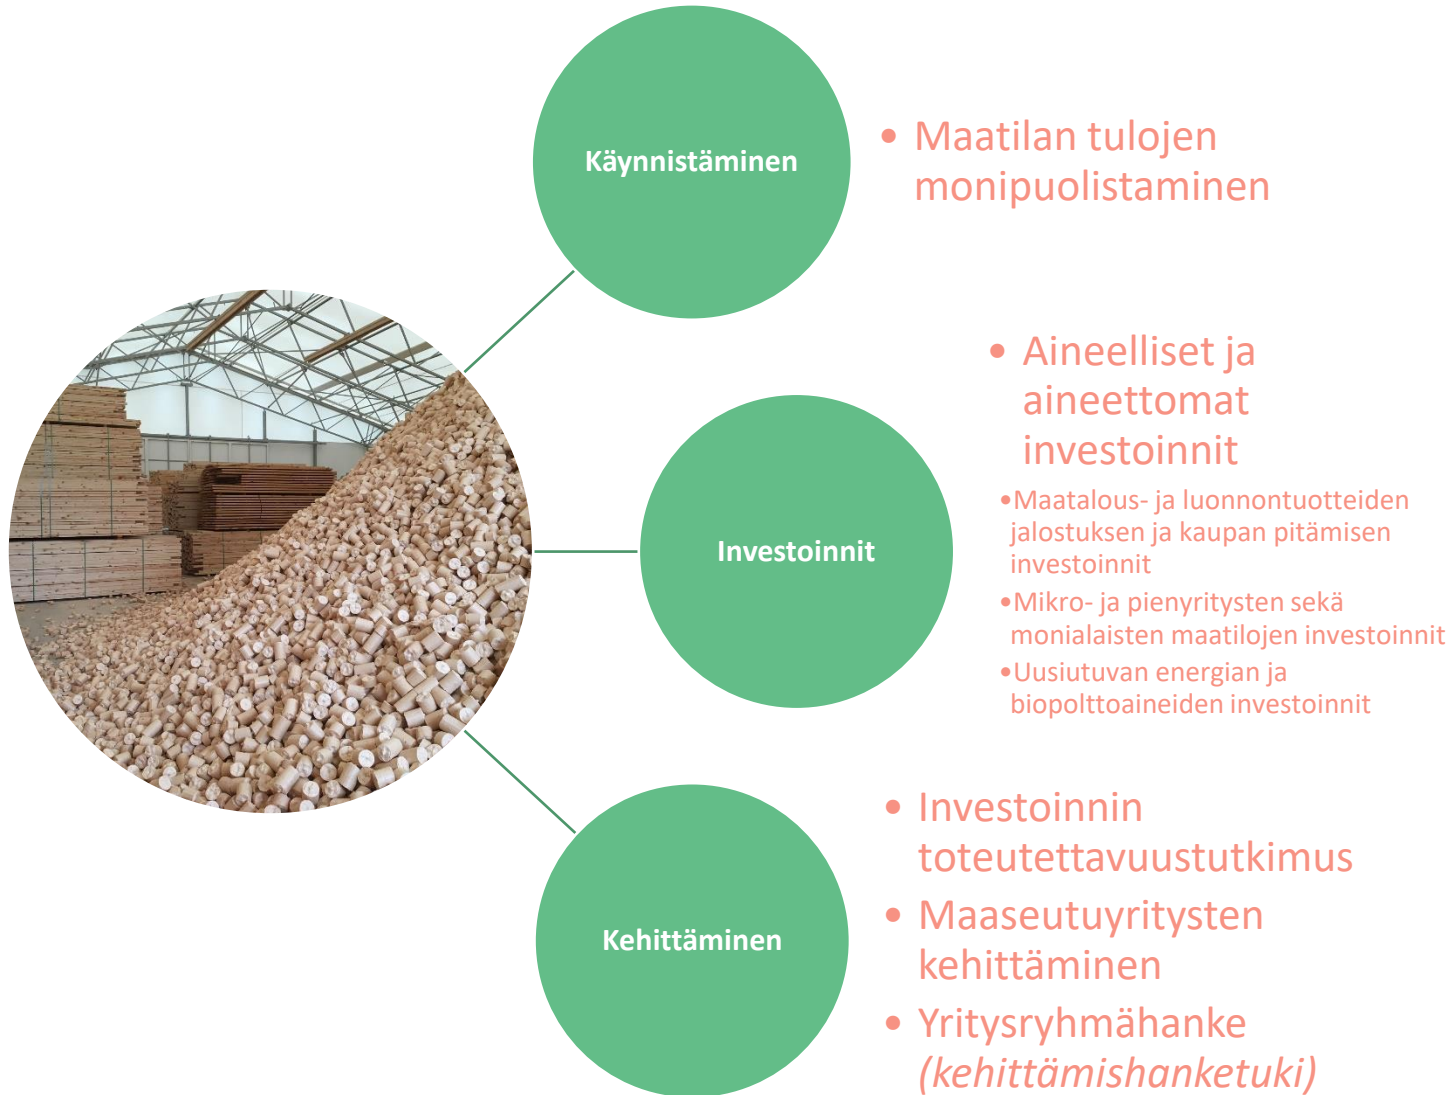 Käynnistäminen
• Maatilan tulojen
monipuolistaminen
Investoinnit
• Aineelliset ja
aineettomat
investoinnit
•Maatalous- ja luonnontuotteiden
jalostuksen ja kaupan pitämisen
investoinnit
•Mikro- ja pienyritysten sekä
monialaisten maatilojen investoinnit
•Uusiutuvan energian ja
biopolttoaineiden investoinnit
Kehittäminen
• Investoinnin
toteutettavuustutkimus
• Maaseutuyritysten
kehittäminen
• Yritysryhmähanke
(kehittämishanketuki)